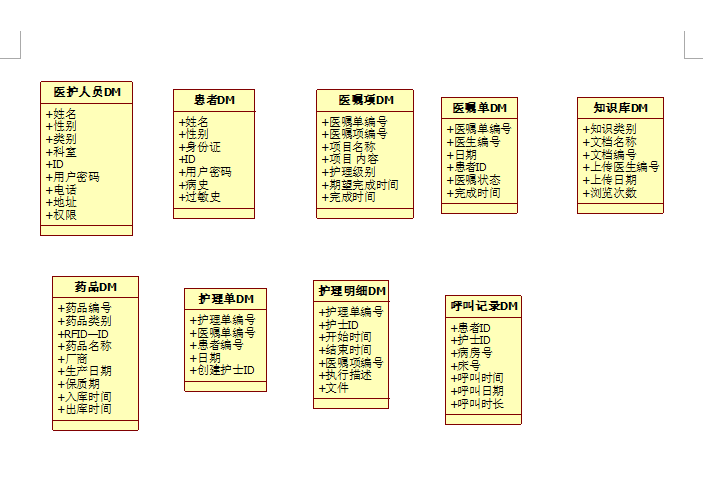 医护人员DM
+姓名
+性别
+类别
+科室
+ID
+用户密码
+电话
+地址
+权限
患者DM
+姓名
+性别
+身份证
+ID
+用户密码
+病史
+过敏史
医嘱项DM
+医嘱单编号
+医嘱项编号
+项目名称
+项目 内容
+护理级别
+期望完成时间
+完成时间
医嘱单DM
+医嘱单编号
+医生编号
+日期
+患者ID
+医嘱状态
+完成时间
知识库DM
+知识类别
+文档名称
+文档编号
+上传医生编号
+上传日期
+浏览次数
药品DM
+药品编号
+药品类别
+RFID—ID
+药品名称
+厂商
+生产日期
+保质期
+入库时间
+出库时间
护理单DM
+护理单编号
+医嘱单编号
+患者编号
+日期
+创建护士ID
护理明细DM
+护理单编号
+护士ID
+开始时间
+结束时间
+医嘱项编号
+执行描述
+文件
呼叫记录DM
+患者ID
+护士ID
+病房号
+床号
+呼叫时间
+呼叫日期
+呼叫时长